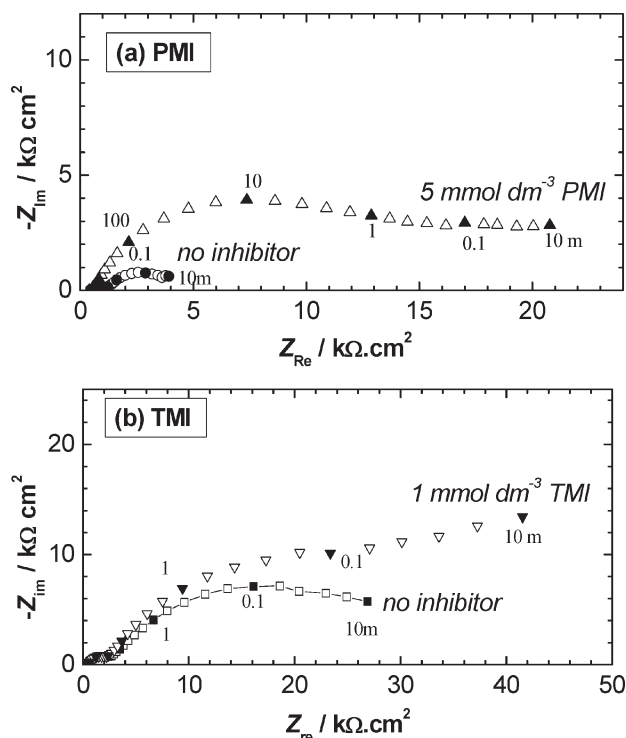 (a) PMI
10
5
0
-Z_Im / kΩ cm²
10
5 mmol dm⁻³ PMI
100
1
0.1
10 m
0.1
no inhibitor
10m
0 5 10 15 20
Z_Re / kΩ.cm²
(b) TMI
20
10
0
-Z_im / kΩ cm²
1 mmol dm⁻³ TMI
10 m
1
0.1
no inhibitor
0.1
1
10m
0 10 20 30 40 50
Z_re / kΩ.cm²